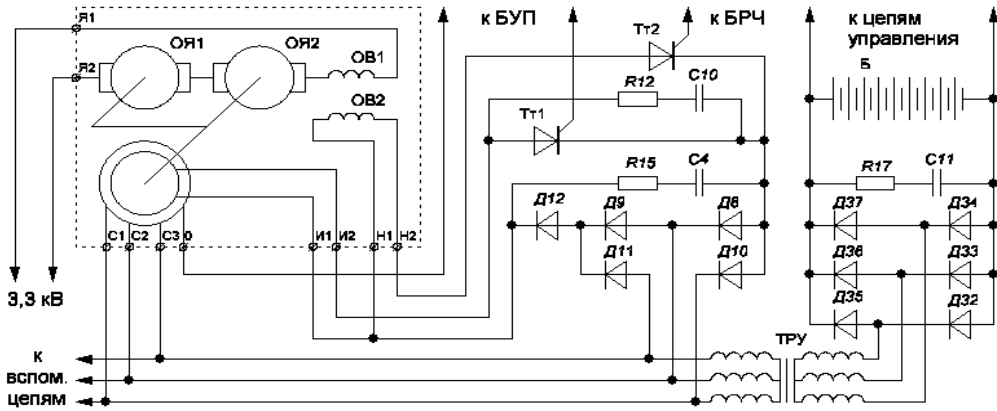 Я1
Я2
ОЯ1
ОЯ2
ОВ1
ОВ2
С1
С2
С3
0
И1
И2
Н1
Н2
3,3 кВ
к БУП
к БРЧ
Тт2
R12
C10
Тт1
R15
C4
Д12
Д9
Д8
Д11
Д10
к цепям
управления
Б
R17
C11
Д37
Д34
Д36
Д33
Д35
Д32
ТРУ
к
вспом.
цепям